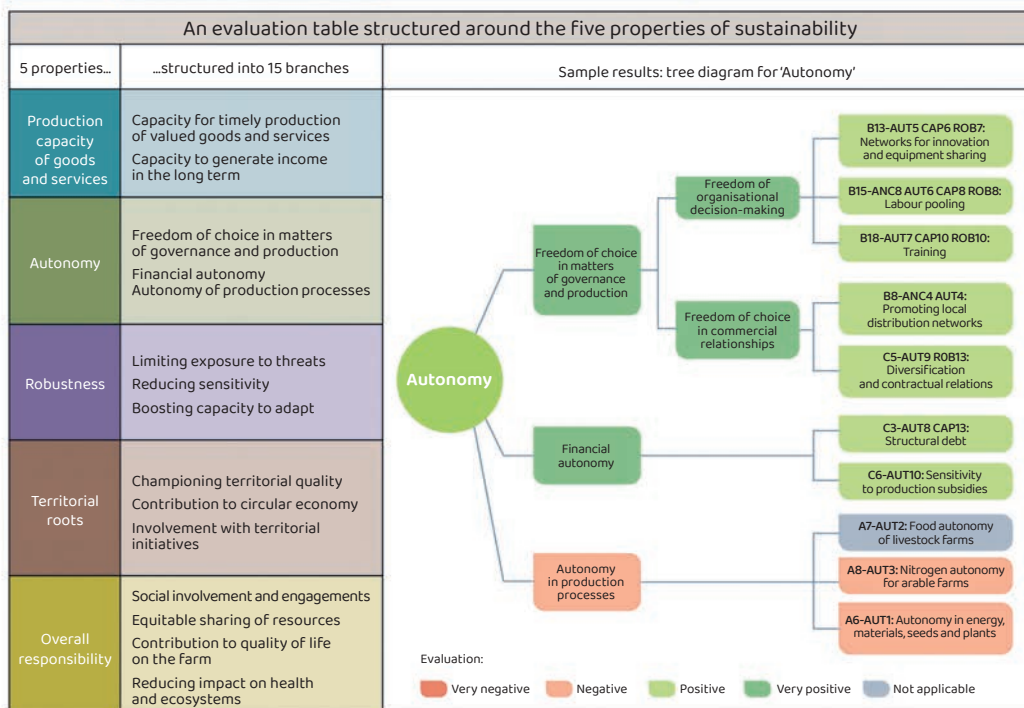 An evaluation table structured around the five properties of sustainability
5 properties...
...structured into 15 branches
Sample results: tree diagram for 'Autonomy'
Production
capacity
of goods
and services
Capacity for timely production
of valued goods and services
Capacity to generate income
in the long term
Autonomy
Freedom of choice in matters
of governance and production
Financial autonomy
Autonomy of production processes
Robustness
Limiting exposure to threats
Reducing sensitivity
Boosting capacity to adapt
Territorial
roots
Championing territorial quality
Contribution to circular economy
Involvement with territorial
initiatives
Overall
responsibility
Social involvement and engagements
Equitable sharing of resources
Contribution to quality of life
on the farm
Reducing impact on health
and ecosystems
Autonomy
Freedom of choice
in matters
of governance
and production
Freedom of
organisational
decision-making
B13-AUT5 CAP6 ROB7:
Networks for innovation
and equipment sharing
B15-ANC8 AUT6 CAP8 ROB8:
Labour pooling
B18-AUT7 CAP10 ROB10:
Training
Freedom of choice
in commercial
relationships
B8-ANC4 AUT4:
Promoting local
distribution networks
C5-AUT9 ROB13:
Diversification
and contractual relations
Financial
autonomy
C3-AUT8 CAP13:
Structural debt
C6-AUT10: Sensitivity
to production subsidies
Autonomy
in production
processes
A7-AUT2: Food autonomy
of livestock farms
A8-AUT3: Nitrogen autonomy
for arable farms
A6-AUT1: Autonomy in energy,
materials, seeds and plants
Evaluation:
Very negative
Negative
Positive
Very positive
Not applicable